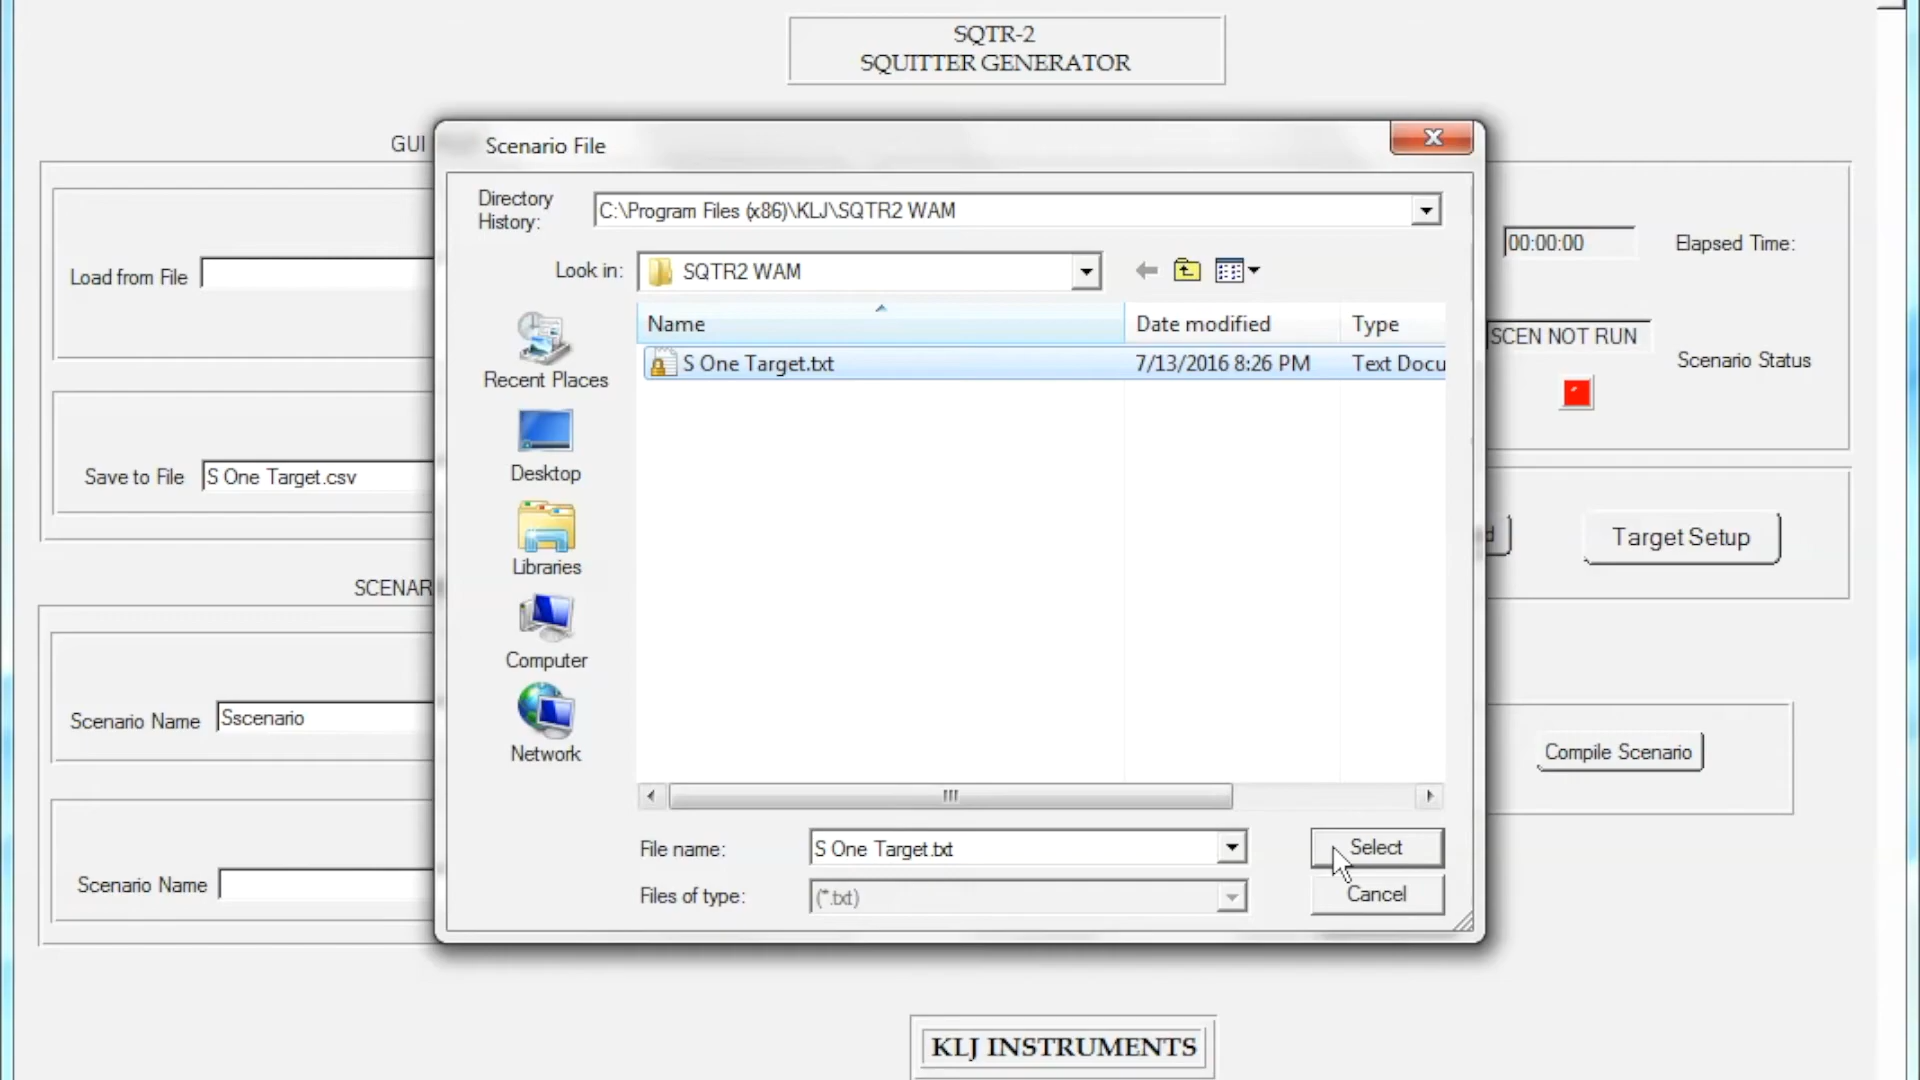 SQTR-2
SQUITTER GENERATOR
GUI
Scenario File
Directory
History:
C:\Program Files (x86)\KLJ\SQTR2 WAM
Look in:
SQTR2 WAM
Name
Date modified
Type
S One Target.txt
7/13/2016 8:26 PM
Text Docu
Recent Places
Desktop
Libraries
Computer
Network
File name:
S One Target.txt
Select
Files of type:
(*.txt)
Cancel
Load from File
Save to File
S One Target.csv
SCENAR
Scenario Name
Sscenario
Scenario Name
00:00:00
Elapsed Time:
SCEN NOT RUN
Scenario Status
d
Target Setup
Compile Scenario
KLJ INSTRUMENTS